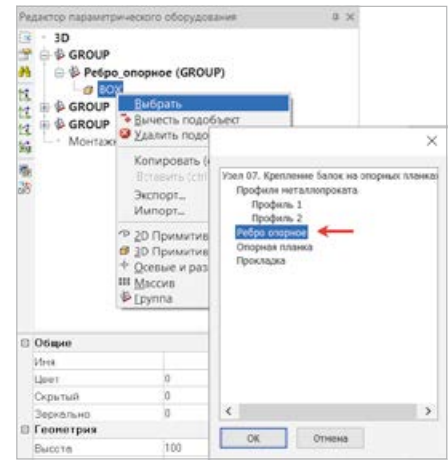 Редактор параметрического оборудования
3D
GROUP
Ребро_опорное (GROUP)
BOX
GROUP
GROUP
Монтаж
Выбрать
Вычесть подобъект
Удалить подо
Копировать (
Вставить (ctrl
Экспорт...
Импорт...
2D Примитив
3D Примитив
Осевые и раз
Массив
Группа
Узел 07. Крепление балок на опорных планка
Профили металлопроката
Профиль 1
Профиль 2
Ребро опорное
Опорная планка
Прокладка
OK
Отмена
Общие
Имя
Цвет 0
Скрытый 0
Зеркально 0
Геометрия
Высота 100